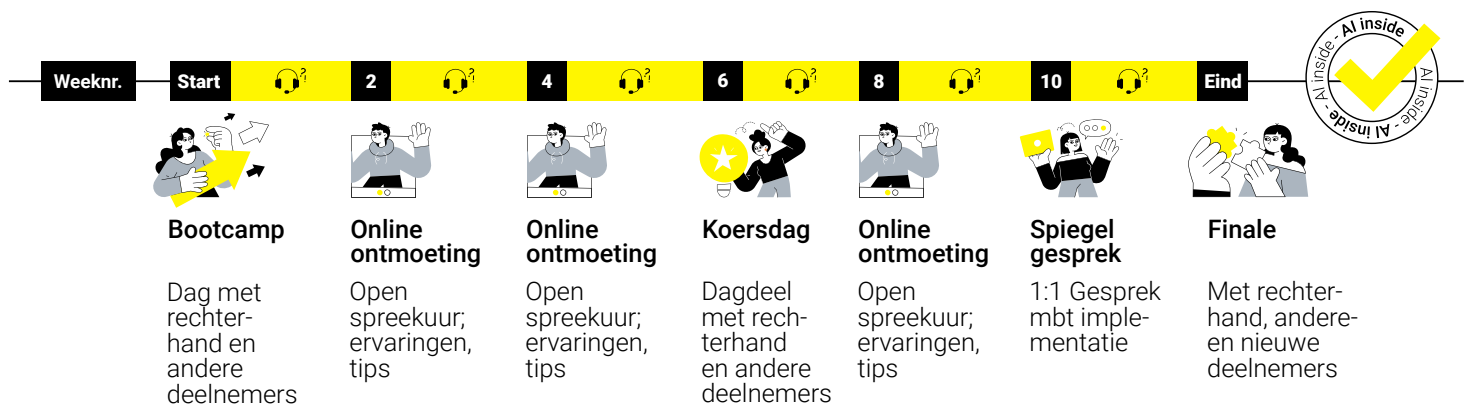 AI inside - AI inside - AI inside - AI inside -
Weeknr.
Start
?!
2
?!
4
?!
6
?!
8
?!
10
?!
Eind
Bootcamp
Dag met
rechter-
hand en
andere
deelnemers
Online
ontmoeting
Open
spreekuur;
ervaringen,
tips
Online
ontmoeting
Open
spreekuur;
ervaringen,
tips
Koersdag
Dagdeel
met rech-
terhand
en andere
deelnemers
Online
ontmoeting
Open
spreekuur;
ervaringen,
tips
Spiegel
gesprek
1:1 Gesprek
mbt imple-
mentatie
Finale
Met rechter-
hand, andere-
en nieuwe
deelnemers